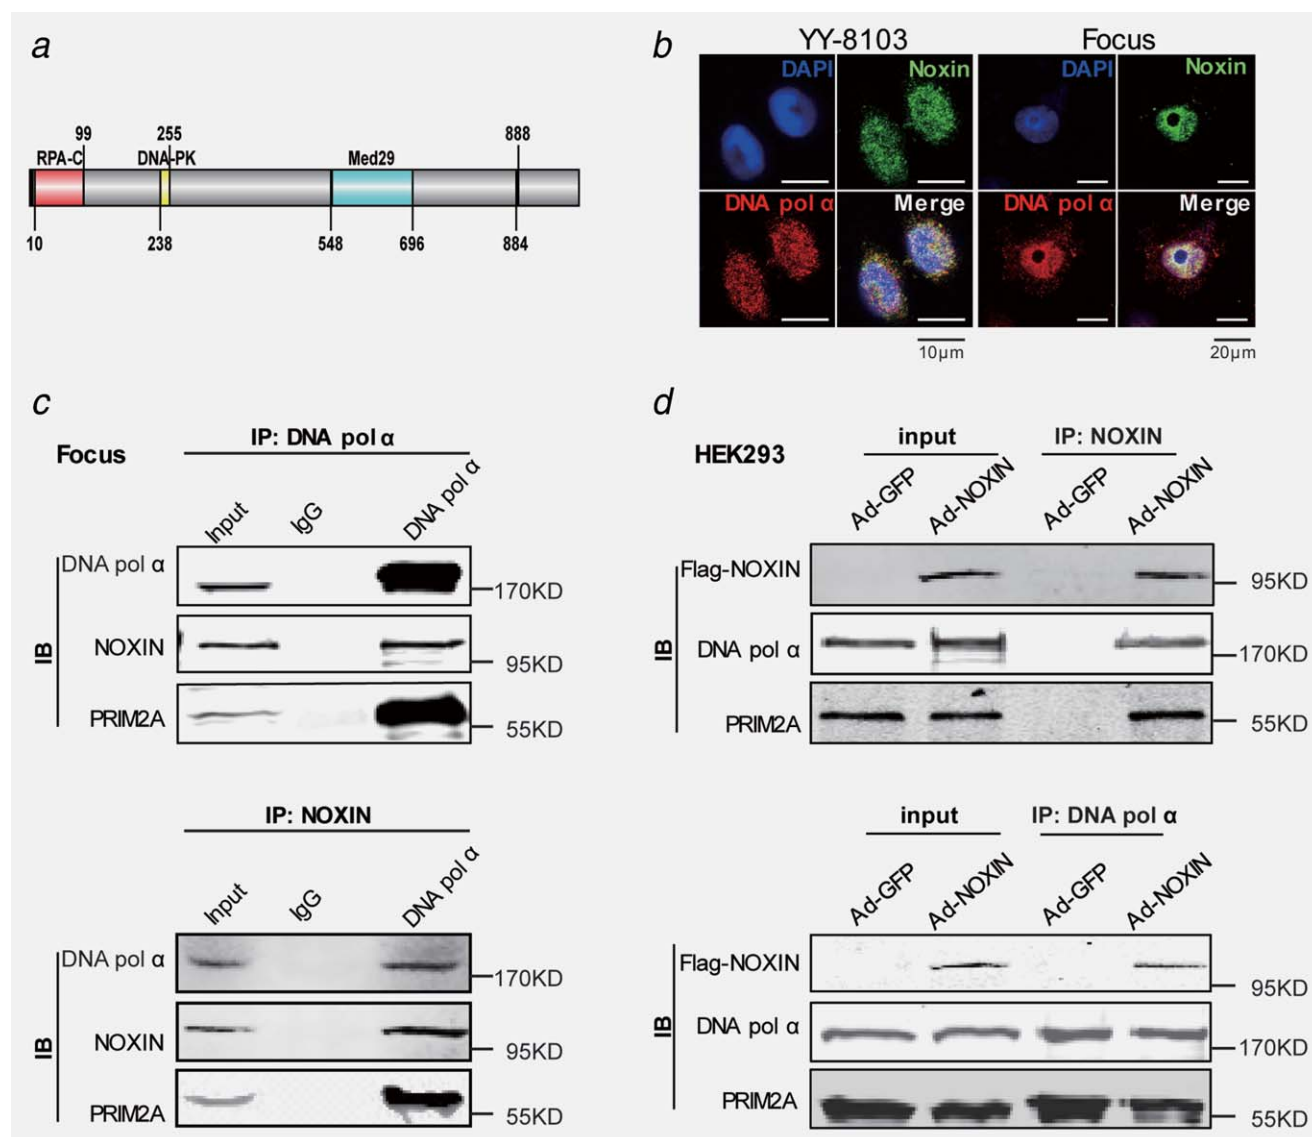 a
99 255 888
RPA-C DNA-PK Med29
10 238 548 696 884
b
YY-8103 Focus
DAPI Noxin DAPI Noxin
DNA pol α Merge DNA pol α Merge
10µm 20µm
c
Focus
IP: DNA pol α
Input IgG DNA pol α
IB
DNA pol α 170KD
NOXIN 95KD
PRIM2A 55KD
IP: NOXIN
Input IgG DNA pol α
IB
DNA pol α 170KD
NOXIN 95KD
PRIM2A 55KD
d
HEK293
input IP: NOXIN
Ad-GFP Ad-NOXIN Ad-GFP Ad-NOXIN
IB
Flag-NOXIN 95KD
DNA pol α 170KD
PRIM2A 55KD
input IP: DNA pol α
Ad-GFP Ad-NOXIN Ad-GFP Ad-NOXIN
IB
Flag-NOXIN 95KD
DNA pol α 170KD
PRIM2A 55KD